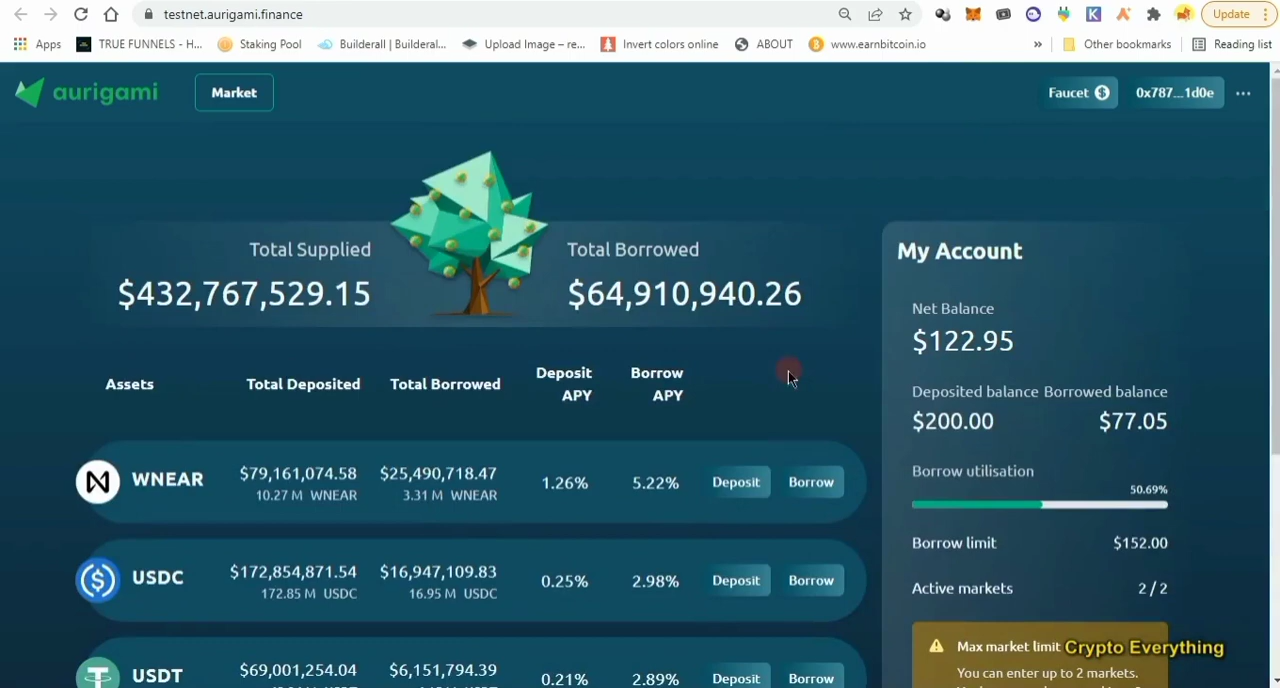 testnet.aurigami.finance
Update
Apps
TRUE FUNNELS - H...
Staking Pool
Builderall | Builderal...
Upload Image – re...
Invert colors online
ABOUT
www.earnbitcoin.io
»
Other bookmarks
Reading list
aurigami
Market
Faucet
0x787...1d0e
Total Supplied
$432,767,529.15
Total Borrowed
$64,910,940.26
My Account
Net Balance
$122.95
Deposited balance Borrowed balance
$200.00 $77.05
Borrow utilisation
50.69%
Borrow limit $152.00
Active markets 2 / 2
Max market limit
You can enter up to 2 markets.
Crypto Everything
Assets Total Deposited Total Borrowed Deposit APY Borrow APY
WNEAR $79,161,074.58 $25,490,718.47 1.26% 5.22% Deposit Borrow
10.27 M WNEAR 3.31 M WNEAR
USDC $172,854,871.54 $16,947,109.83 0.25% 2.98% Deposit Borrow
172.85 M USDC 16.95 M USDC
USDT $69,001,254.04 $6,151,794.39 0.21% 2.89% Deposit Borrow